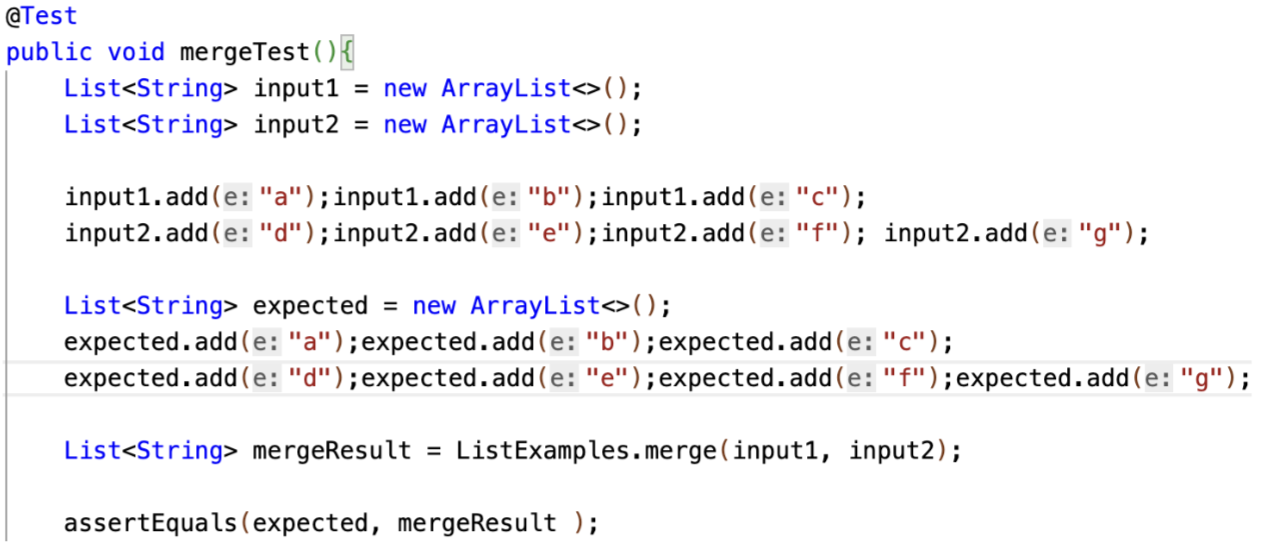 @Test
public void mergeTest(){
    List<String> input1 = new ArrayList<>();
    List<String> input2 = new ArrayList<>();
    input1.add(e: "a");input1.add(e: "b");input1.add(e: "c");
    input2.add(e: "d");input2.add(e: "e");input2.add(e: "f"); input2.add(e: "g");
    List<String> expected = new ArrayList<>();
    expected.add(e: "a");expected.add(e: "b");expected.add(e: "c");
    expected.add(e: "d");expected.add(e: "e");expected.add(e: "f");expected.add(e: "g");
    List<String> mergeResult = ListExamples.merge(input1, input2);
    assertEquals(expected, mergeResult );